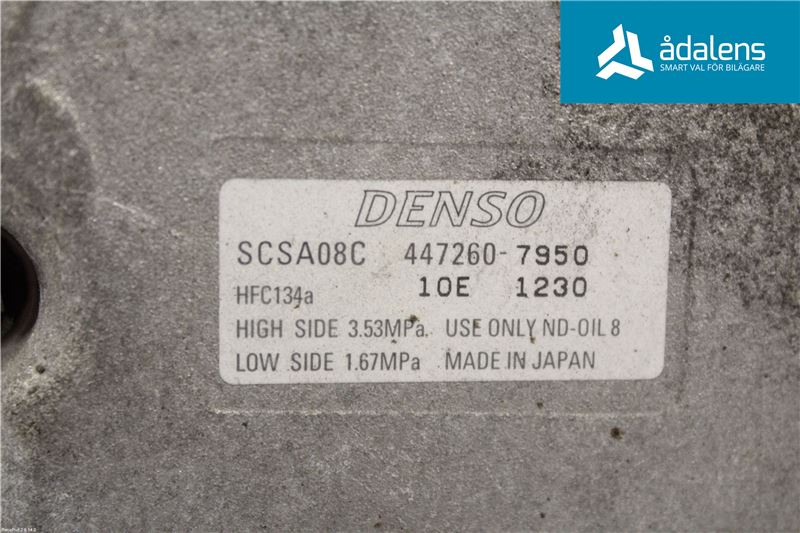 ådalens
SMART VAL FÖR BILÄGARE
DENSO
SCSA08C 447260-7950
HFC134a 10E 1230
HIGH SIDE 3.53MPa. USE ONLY ND-OIL 8
LOW SIDE 1.67MPa MADE IN JAPAN